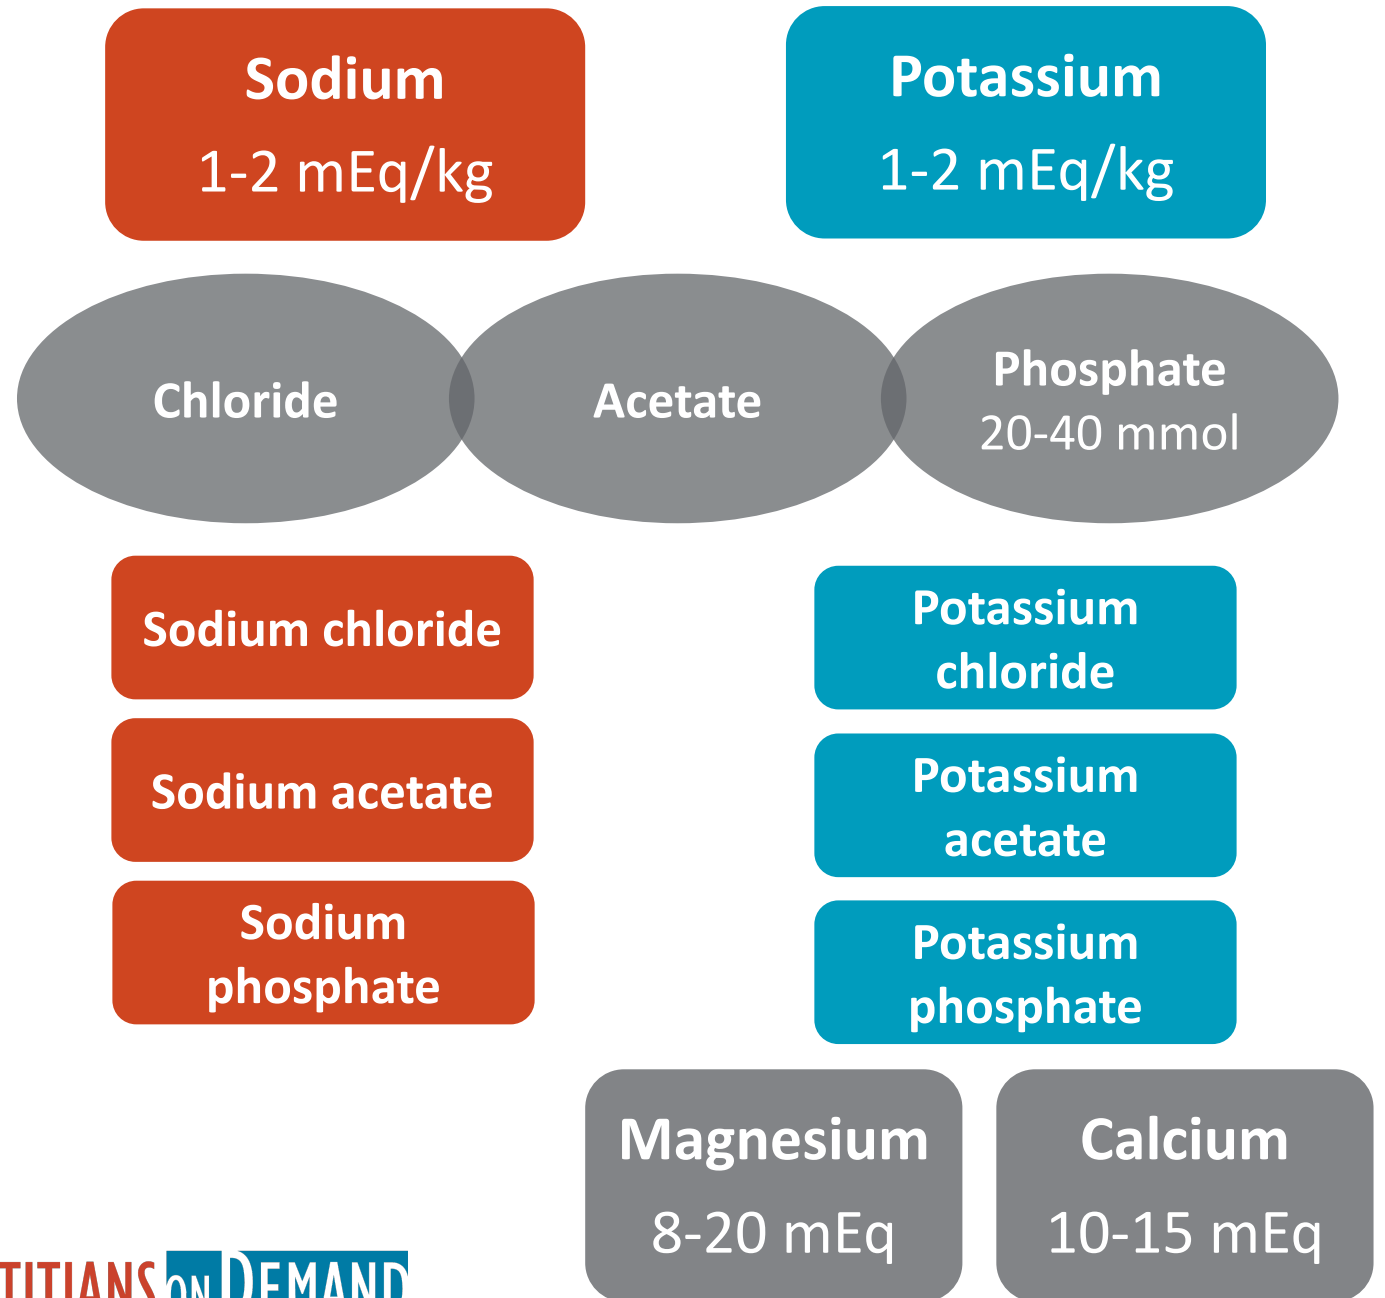 Sodium
1-2 mEq/kg
Potassium
1-2 mEq/kg
Chloride
Acetate
Phosphate
20-40 mmol
Sodium chloride
Sodium acetate
Sodium
phosphate
Potassium
chloride
Potassium
acetate
Potassium
phosphate
Magnesium
8-20 mEq
Calcium
10-15 mEq
TITIANS ON DEMAND